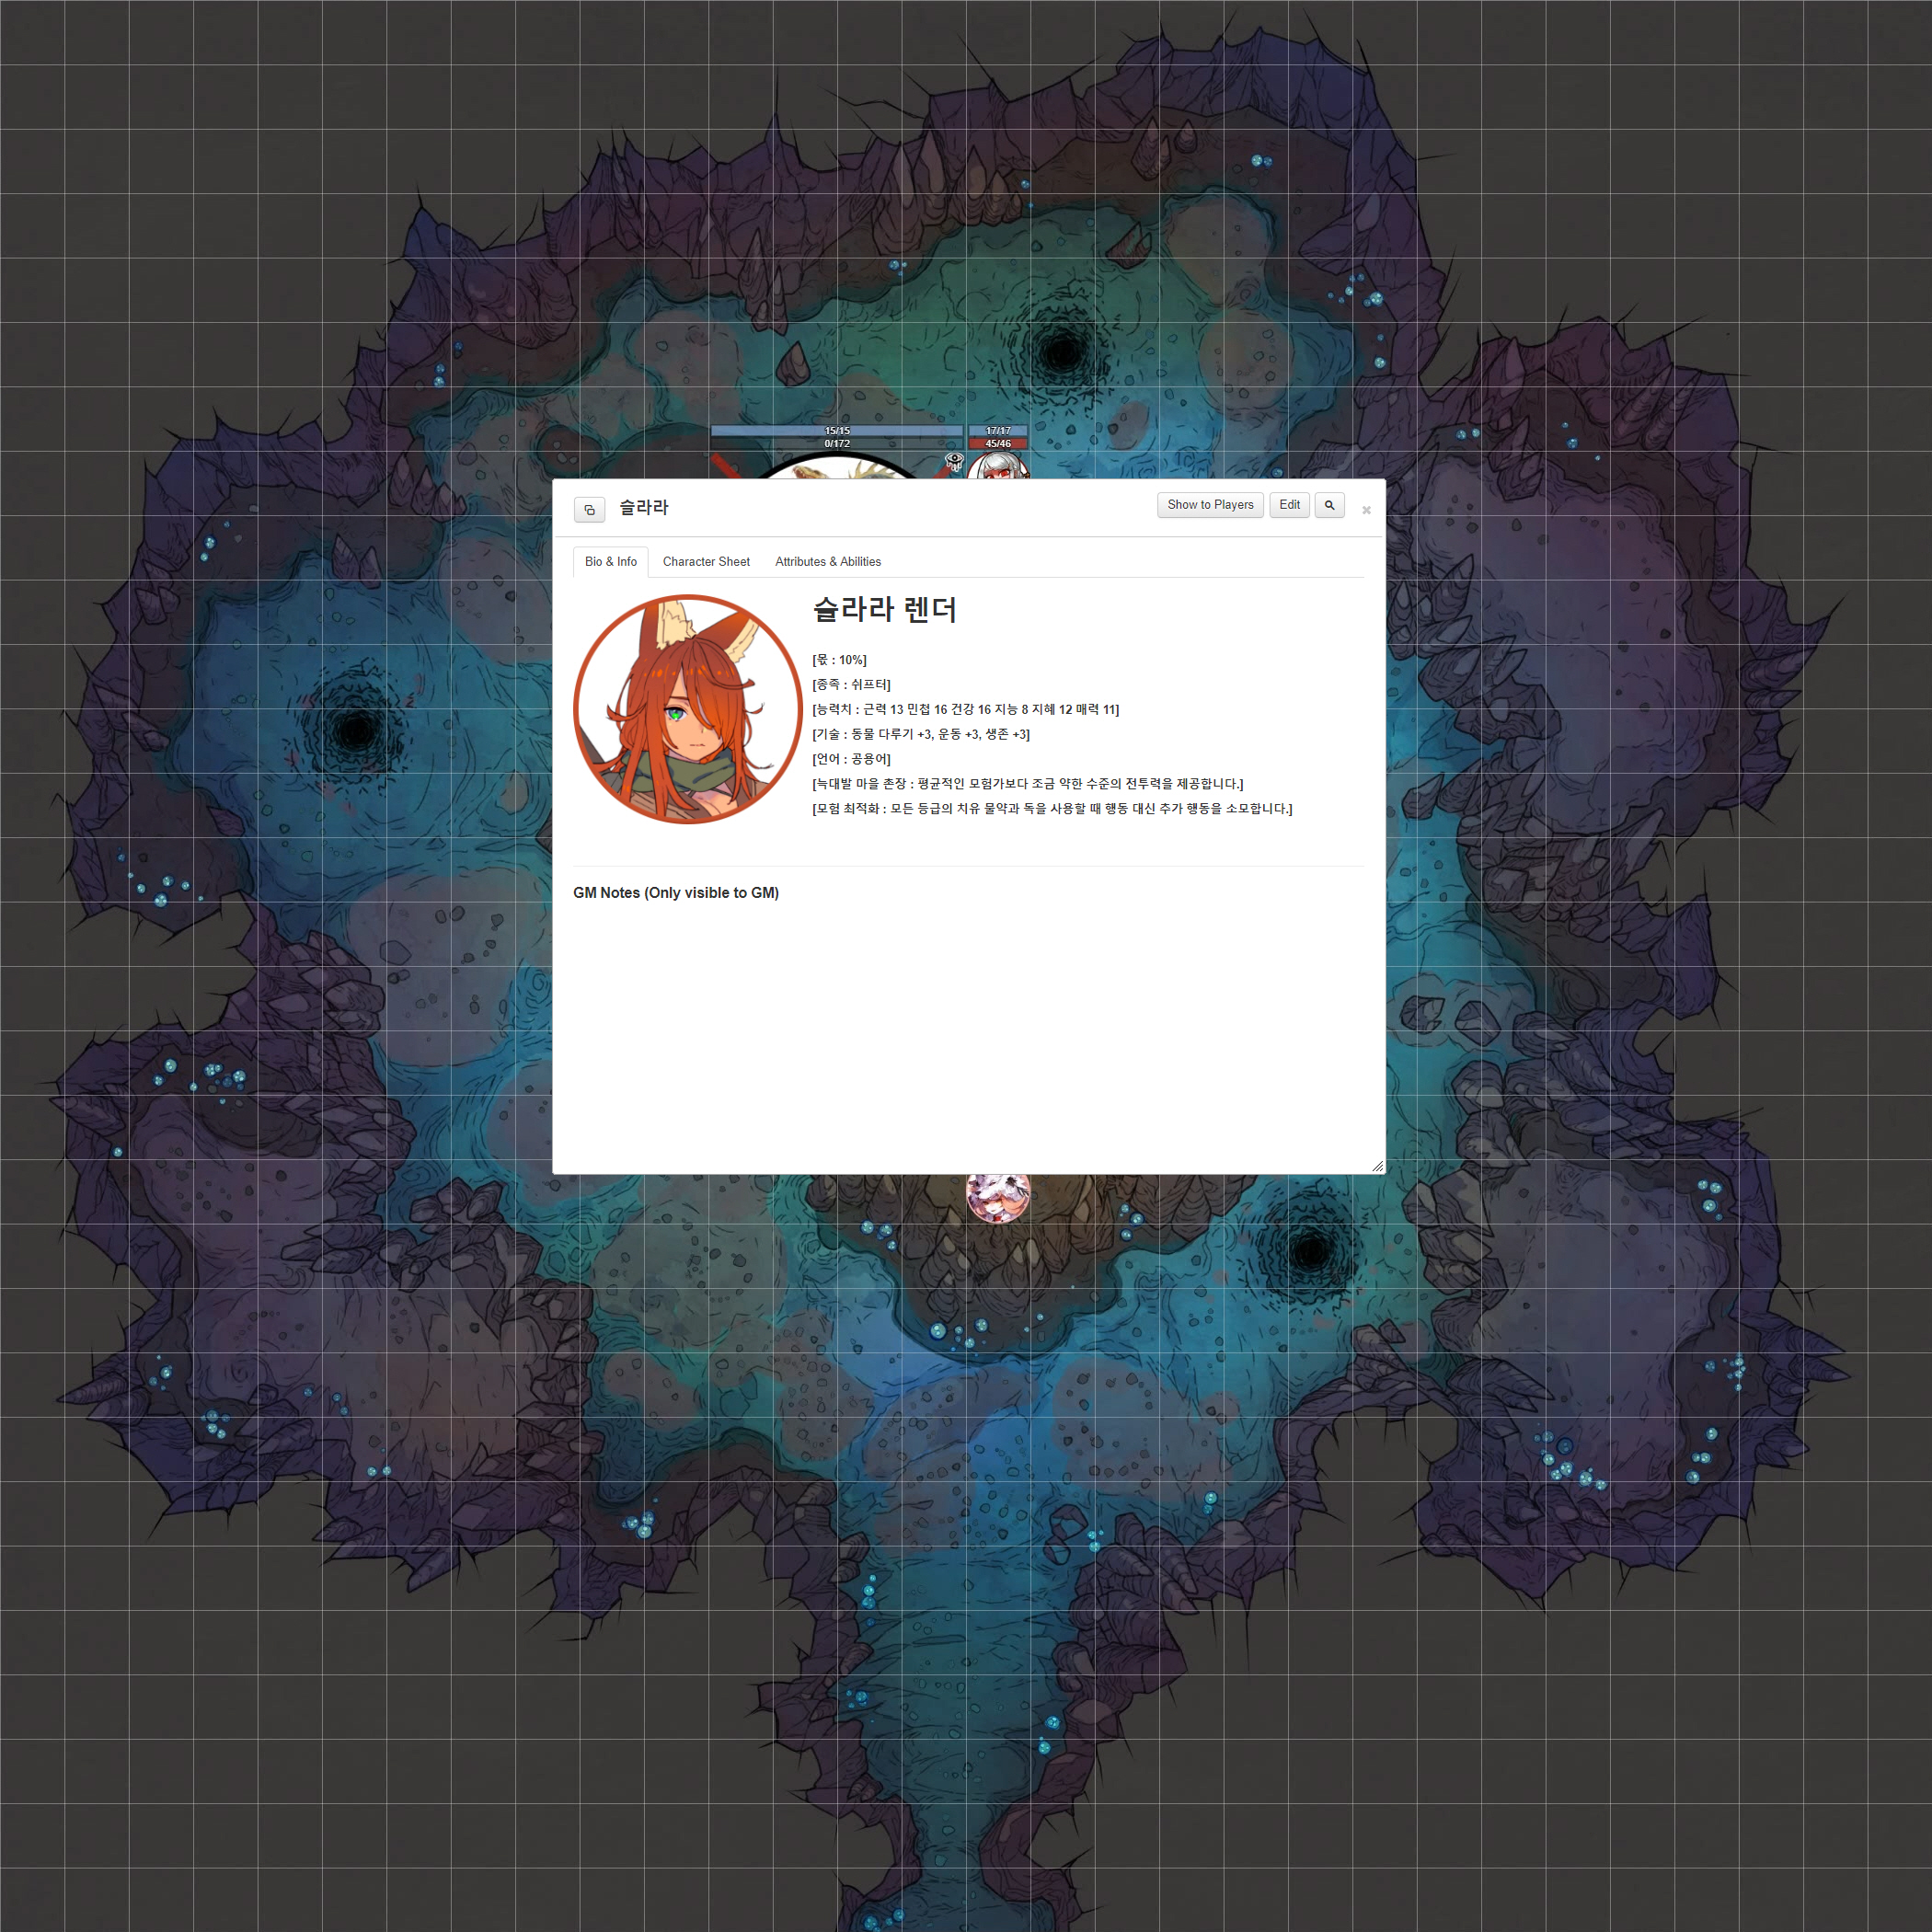 15/15
17/17
0/172
45/46
슬라라
Show to Players
Edit
Bio & Info
Character Sheet
Attributes & Abilities
슬라라 렌더
[몫 : 10%]
[종족 : 쉬프터]
[능력치 : 근력 13 민첩 16 건강 16 지능 8 지혜 12 매력 11]
[기술 : 동물 다루기 +3, 운동 +3, 생존 +3]
[언어 : 공용어]
[늑대발 마을 촌장 : 평균적인 모험가보다 조금 약한 수준의 전투력을 제공합니다.]
[모험 최적화 : 모든 등급의 치유 물약과 독을 사용할 때 행동 대신 추가 행동을 소모합니다.]
GM Notes (Only visible to GM)